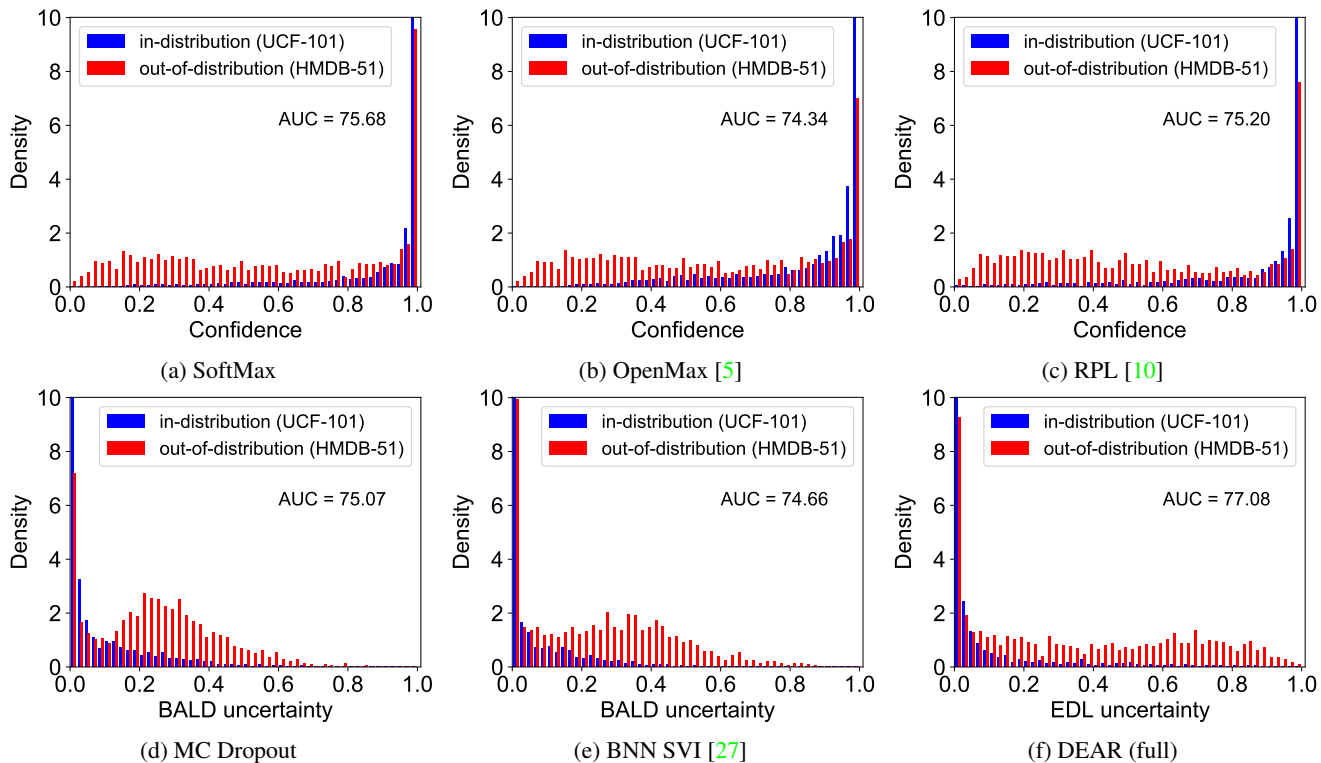 10
8
6
4
2
0
Density
in-distribution (UCF-101)
out-of-distribution (HMDB-51)
AUC = 75.68
0.0 0.2 0.4 0.6 0.8 1.0
Confidence
(a) SoftMax
10
8
6
4
2
0
Density
in-distribution (UCF-101)
out-of-distribution (HMDB-51)
AUC = 74.34
0.0 0.2 0.4 0.6 0.8 1.0
Confidence
(b) OpenMax [5]
10
8
6
4
2
0
Density
in-distribution (UCF-101)
out-of-distribution (HMDB-51)
AUC = 75.20
0.0 0.2 0.4 0.6 0.8 1.0
Confidence
(c) RPL [10]
10
8
6
4
2
0
Density
in-distribution (UCF-101)
out-of-distribution (HMDB-51)
AUC = 75.07
0.0 0.2 0.4 0.6 0.8 1.0
BALD uncertainty
(d) MC Dropout
10
8
6
4
2
0
Density
in-distribution (UCF-101)
out-of-distribution (HMDB-51)
AUC = 74.66
0.0 0.2 0.4 0.6 0.8 1.0
BALD uncertainty
(e) BNN SVI [27]
10
8
6
4
2
0
Density
in-distribution (UCF-101)
out-of-distribution (HMDB-51)
AUC = 77.08
0.0 0.2 0.4 0.6 0.8 1.0
EDL uncertainty
(f) DEAR (full)